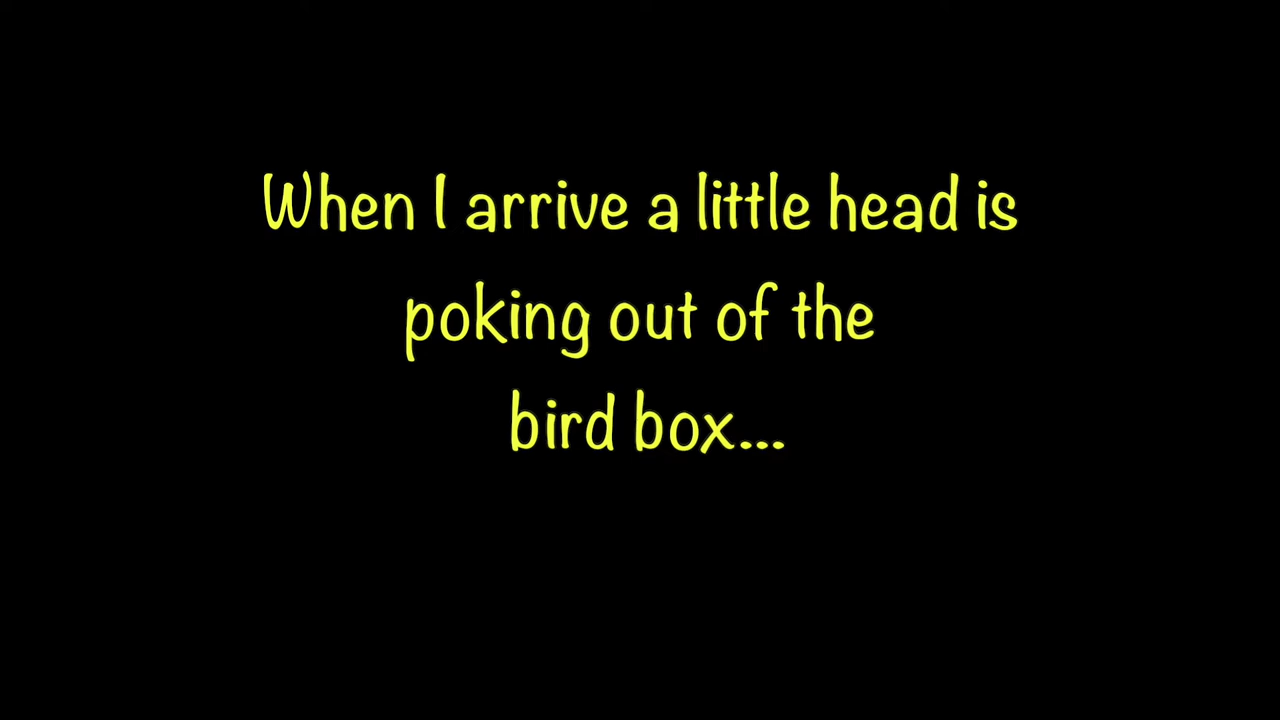 When I arrive a little head is
poking out of the
bird box...